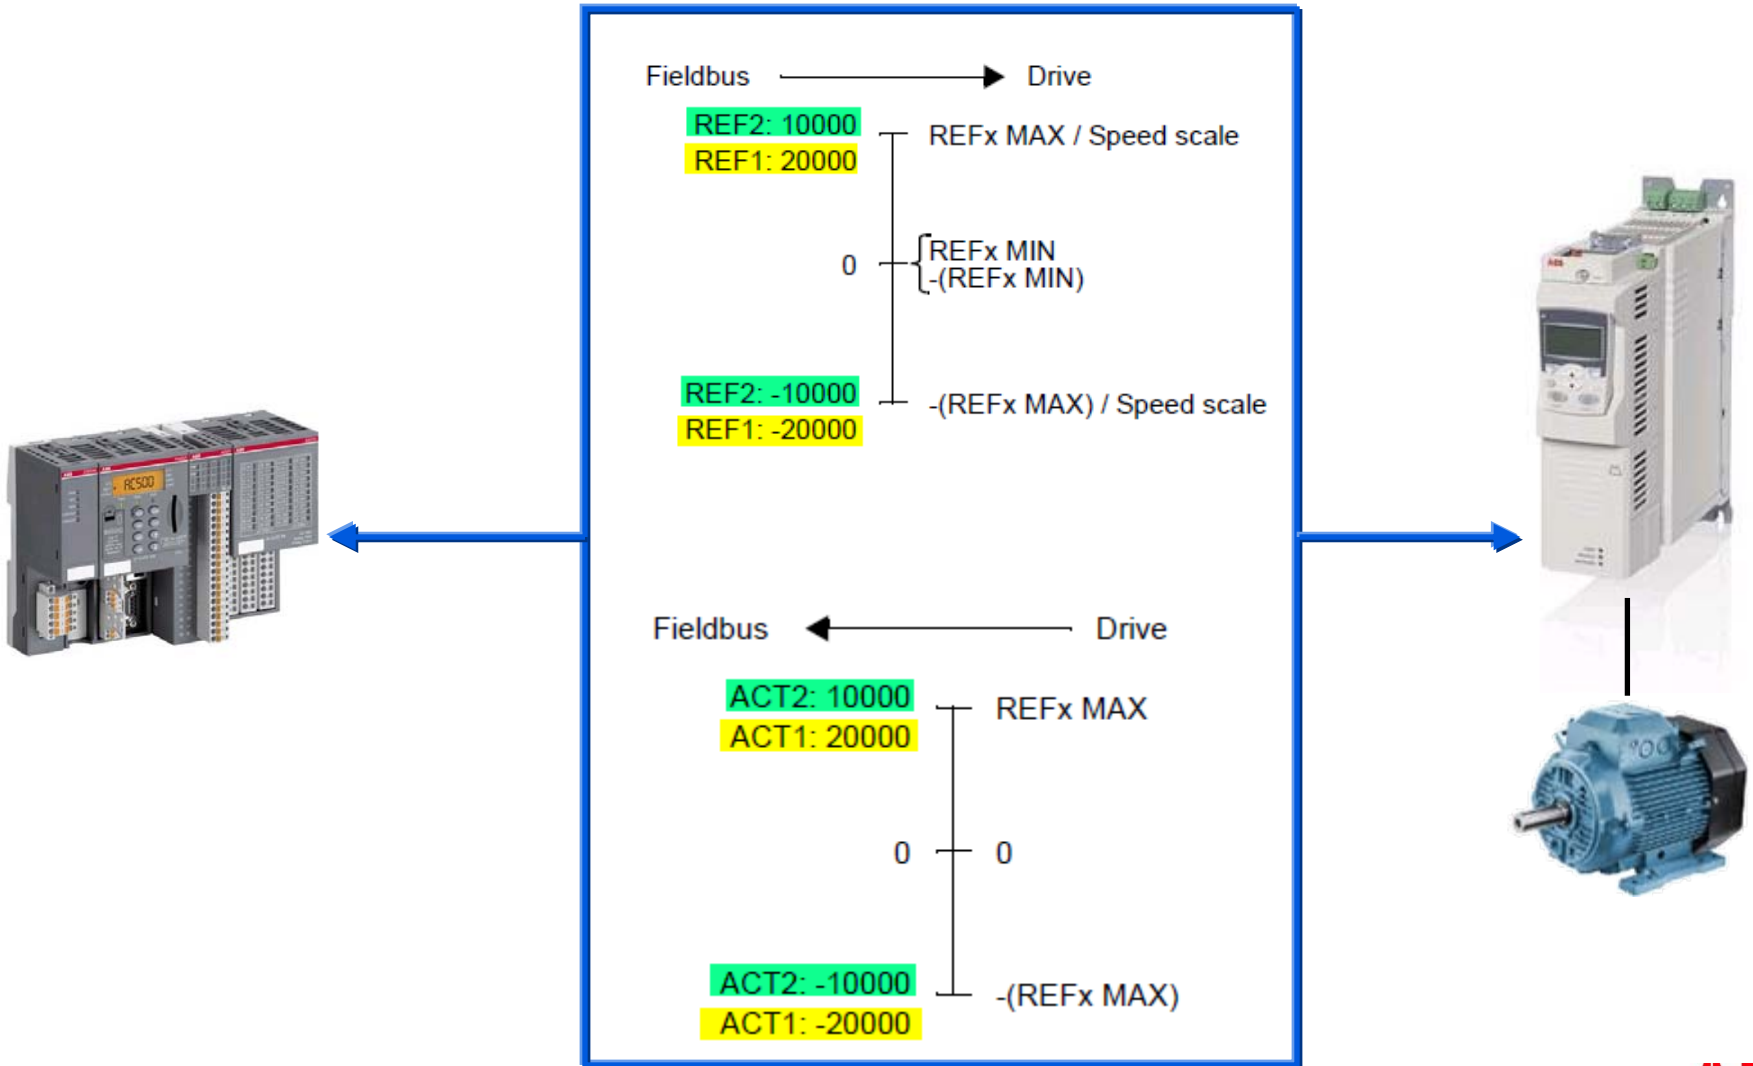 Fieldbus Drive
REF2: 10000
REFx MAX / Speed scale
REF1: 20000
REFx MIN
0
-(REFx MIN)
REF2: -10000
-(REFx MAX) / Speed scale
REF1: -20000
AC500
ABB
Fieldbus Drive
ACT2: 10000
REFx MAX
ACT1: 20000
0 0
ACT2: -10000
-(REFx MAX)
ACT1: -20000